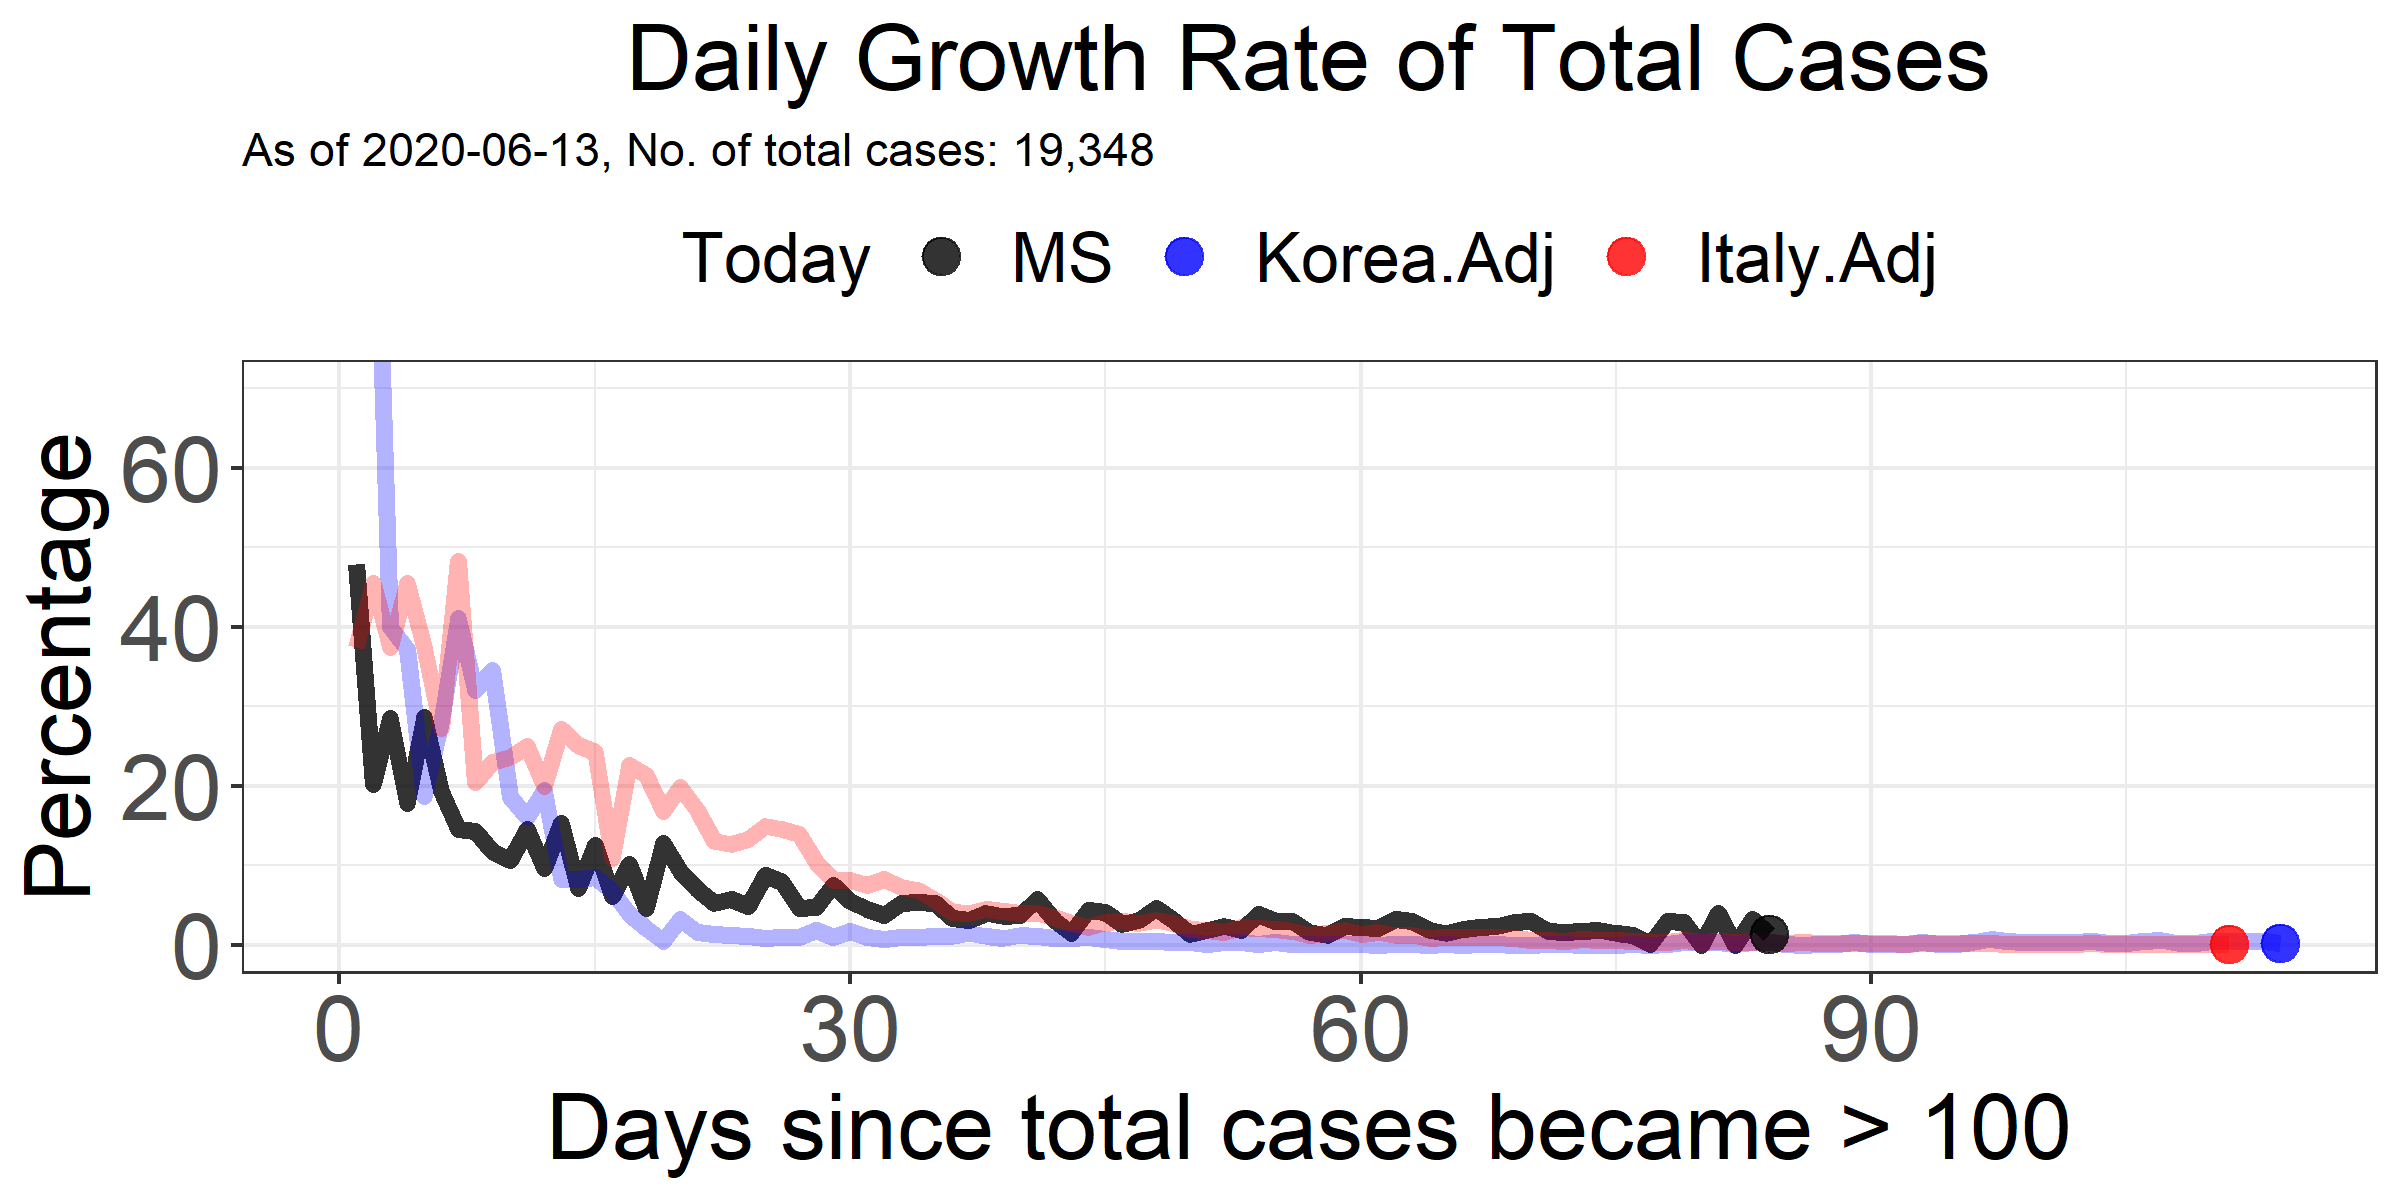 Daily Growth Rate of Total Cases
As of 2020-06-13, No. of total cases: 19,348
Today MS Korea.Adj Italy.Adj
Percentage
60
40
20
0
0 30 60 90
Days since total cases became > 100